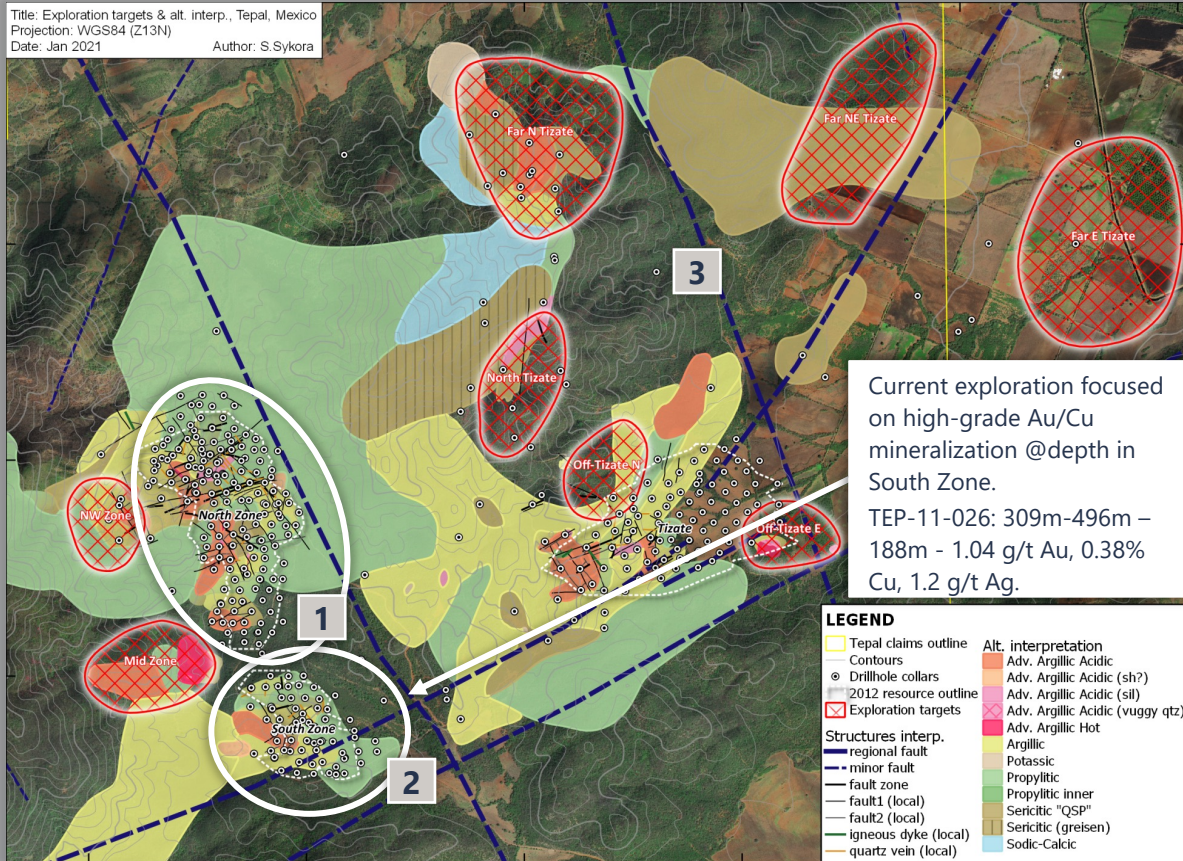 Title: Exploration targets & alt. interp., Tepal, Mexico
Projection: WGS84 (Z13N)
Date: Jan 2021 Author: S.Sykora
Far N Tizate
Far NE Tizate
Far E Tizate
3
North Tizate
Off-Tizate N
Tizate
Off-Tizate E
NW Zone
North Zone
1
Mid Zone
South Zone
2
Current exploration focused
on high-grade Au/Cu
mineralization @depth in
South Zone.
TEP-11-026: 309m-496m –
188m - 1.04 g/t Au, 0.38%
Cu, 1.2 g/t Ag.
LEGEND
Tepal claims outline
Contours
Drillhole collars
2012 resource outline
Exploration targets
Structures interp.
regional fault
minor fault
fault zone
fault1 (local)
fault2 (local)
igneous dyke (local)
quartz vein (local)
Alt. interpretation
Adv. Argillic Acidic
Adv. Argillic Acidic (sh?)
Adv. Argillic Acidic (sil)
Adv. Argillic Acidic (vuggy qtz)
Adv. Argillic Hot
Argillic
Potassic
Propylitic
Propylitic inner
Sericitic "QSP"
Sericitic (greisen)
Sodic-Calcic